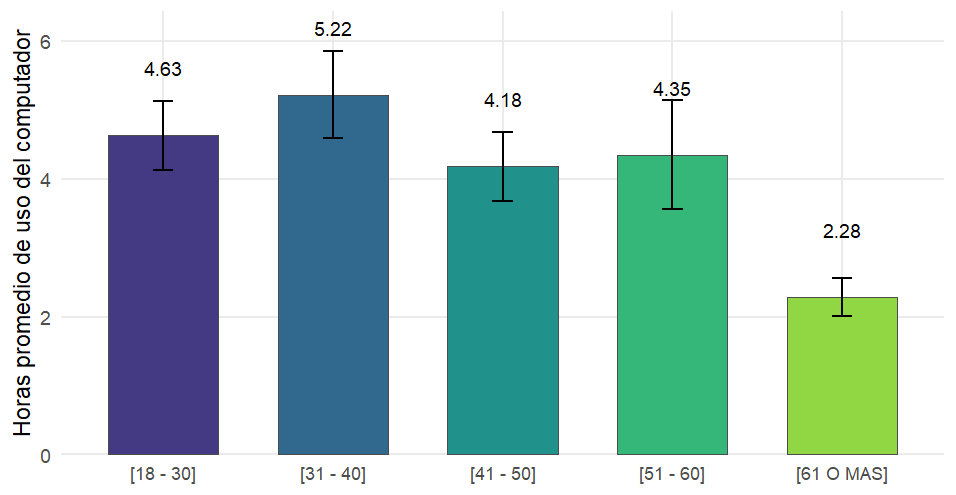 Horas promedio de uso del computador
6
4
2
0
4.63
5.22
4.18
4.35
2.28
[18 - 30]
[31 - 40]
[41 - 50]
[51 - 60]
[61 O MAS]